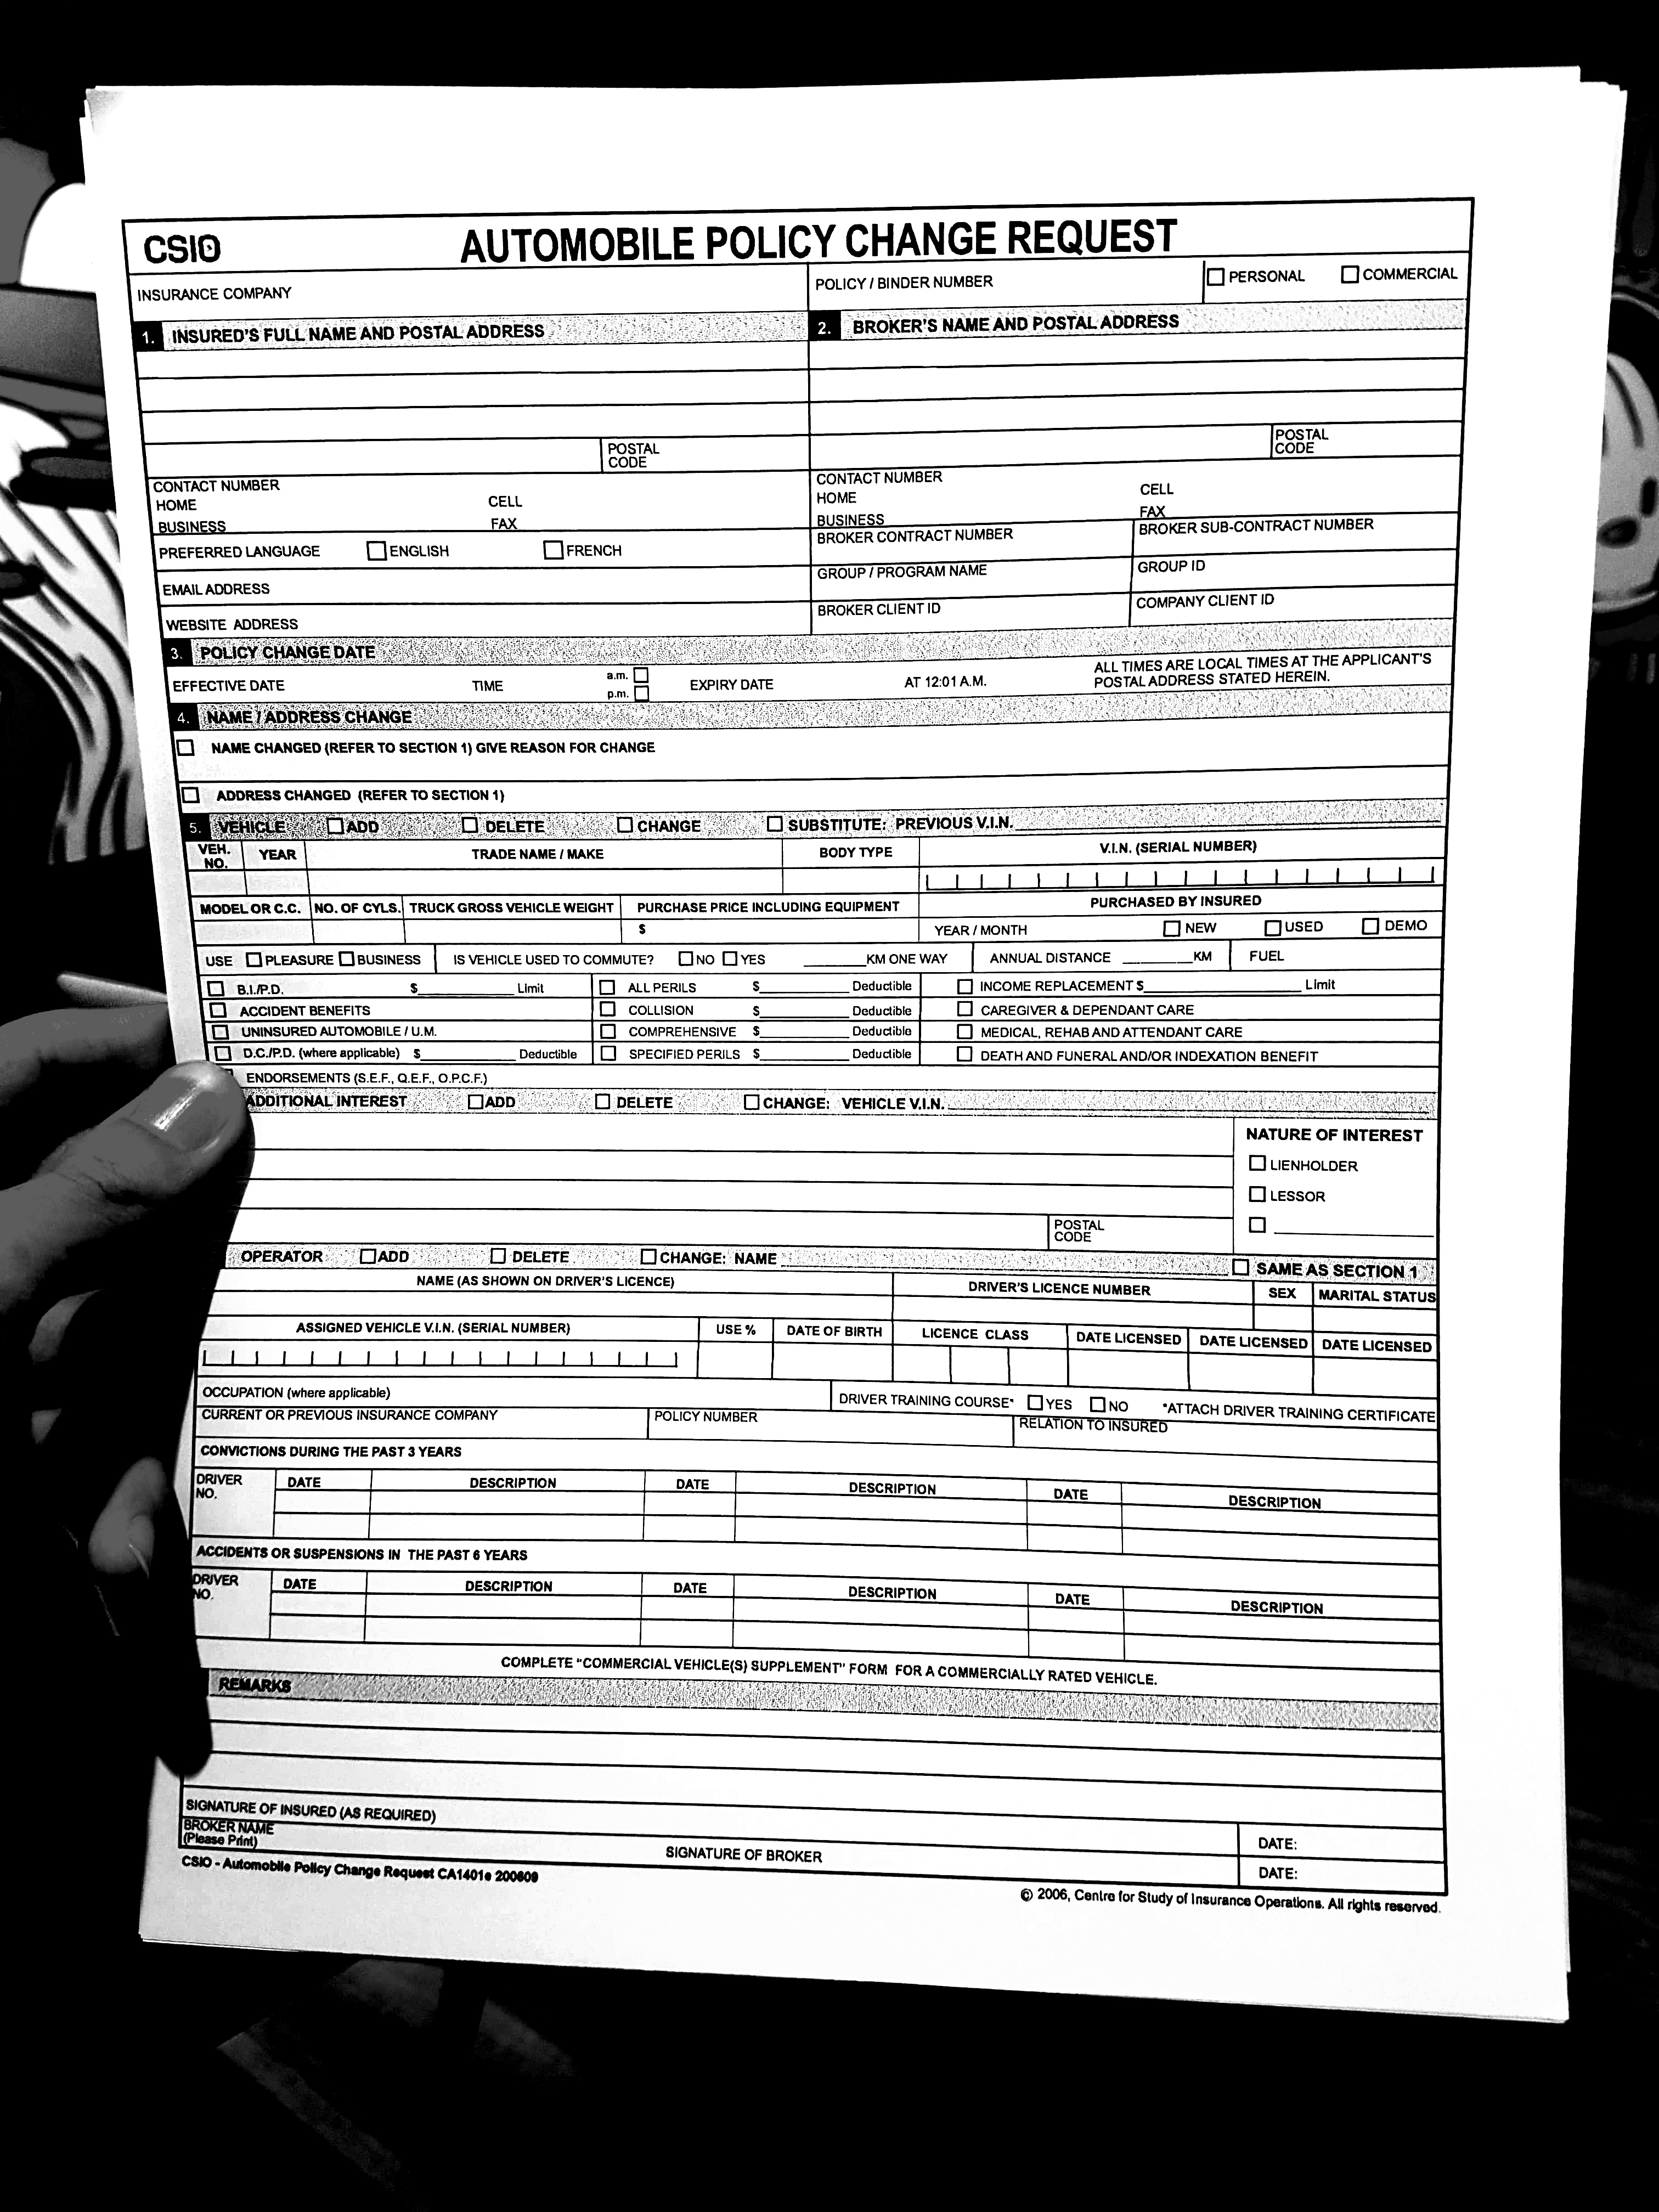 CSIO AUTOMOBILE POLICY CHANGE REQUEST
INSURANCE COMPANY POLICY / BINDER NUMBER PERSONAL COMMERCIAL
1. INSURED'S FULL NAME AND POSTAL ADDRESS 2. BROKER'S NAME AND POSTAL ADDRESS
POSTAL CODE POSTAL CODE
CONTACT NUMBER CONTACT NUMBER
HOME CELL HOME CELL
BUSINESS FAX BUSINESS FAX
PREFERRED LANGUAGE ENGLISH FRENCH BROKER CONTRACT NUMBER BROKER SUB-CONTRACT NUMBER
EMAIL ADDRESS GROUP / PROGRAM NAME GROUP ID
WEBSITE ADDRESS BROKER CLIENT ID COMPANY CLIENT ID
3. POLICY CHANGE DATE
EFFECTIVE DATE TIME a.m. p.m. EXPIRY DATE AT 12:01 A.M. ALL TIMES ARE LOCAL TIMES AT THE APPLICANT'S
POSTAL ADDRESS STATED HEREIN.
4. NAME / ADDRESS CHANGE
NAME CHANGED (REFER TO SECTION 1) GIVE REASON FOR CHANGE
ADDRESS CHANGED (REFER TO SECTION 1)
5. VEHICLE ADD DELETE CHANGE SUBSTITUTE: PREVIOUS V.I.N.
VEH. NO. YEAR TRADE NAME / MAKE BODY TYPE V.I.N. (SERIAL NUMBER)
MODEL OR C.C. NO. OF CYLS. TRUCK GROSS VEHICLE WEIGHT PURCHASE PRICE INCLUDING EQUIPMENT PURCHASED BY INSURED
$ YEAR / MONTH NEW USED DEMO
USE PLEASURE BUSINESS IS VEHICLE USED TO COMMUTE? NO YES KM ONE WAY ANNUAL DISTANCE KM FUEL
B.I./P.D. $ Limit ALL PERILS $ Deductible INCOME REPLACEMENT $ Limit
ACCIDENT BENEFITS COLLISION $ Deductible CAREGIVER & DEPENDANT CARE
UNINSURED AUTOMOBILE / U.M. COMPREHENSIVE $ Deductible MEDICAL, REHAB AND ATTENDANT CARE
D.C./P.D. (where applicable) $ Deductible SPECIFIED PERILS $ Deductible DEATH AND FUNERAL AND/OR INDEXATION BENEFIT
ENDORSEMENTS (S.E.F., Q.E.F., O.P.C.F.)
ADDITIONAL INTEREST ADD DELETE CHANGE: VEHICLE V.I.N.
NATURE OF INTEREST
LIENHOLDER
LESSOR
POSTAL CODE
OPERATOR ADD DELETE CHANGE: NAME SAME AS SECTION 1
NAME (AS SHOWN ON DRIVER'S LICENCE) DRIVER'S LICENCE NUMBER SEX MARITAL STATUS
ASSIGNED VEHICLE V.I.N. (SERIAL NUMBER) USE % DATE OF BIRTH LICENCE CLASS DATE LICENSED DATE LICENSED DATE LICENSED
OCCUPATION (where applicable) DRIVER TRAINING COURSE* YES NO *ATTACH DRIVER TRAINING CERTIFICATE
CURRENT OR PREVIOUS INSURANCE COMPANY POLICY NUMBER RELATION TO INSURED
CONVICTIONS DURING THE PAST 3 YEARS
DRIVER NO. DATE DESCRIPTION DATE DESCRIPTION DATE DESCRIPTION
ACCIDENTS OR SUSPENSIONS IN THE PAST 6 YEARS
DRIVER NO. DATE DESCRIPTION DATE DESCRIPTION DATE DESCRIPTION
COMPLETE "COMMERCIAL VEHICLE(S) SUPPLEMENT" FORM FOR A COMMERCIALLY RATED VEHICLE.
REMARKS
SIGNATURE OF INSURED (AS REQUIRED) DATE:
BROKER NAME (Please Print) SIGNATURE OF BROKER DATE:
CSIO - Automobile Policy Change Request CA1401e 200609
© 2006, Centre for Study of Insurance Operations. All rights reserved.